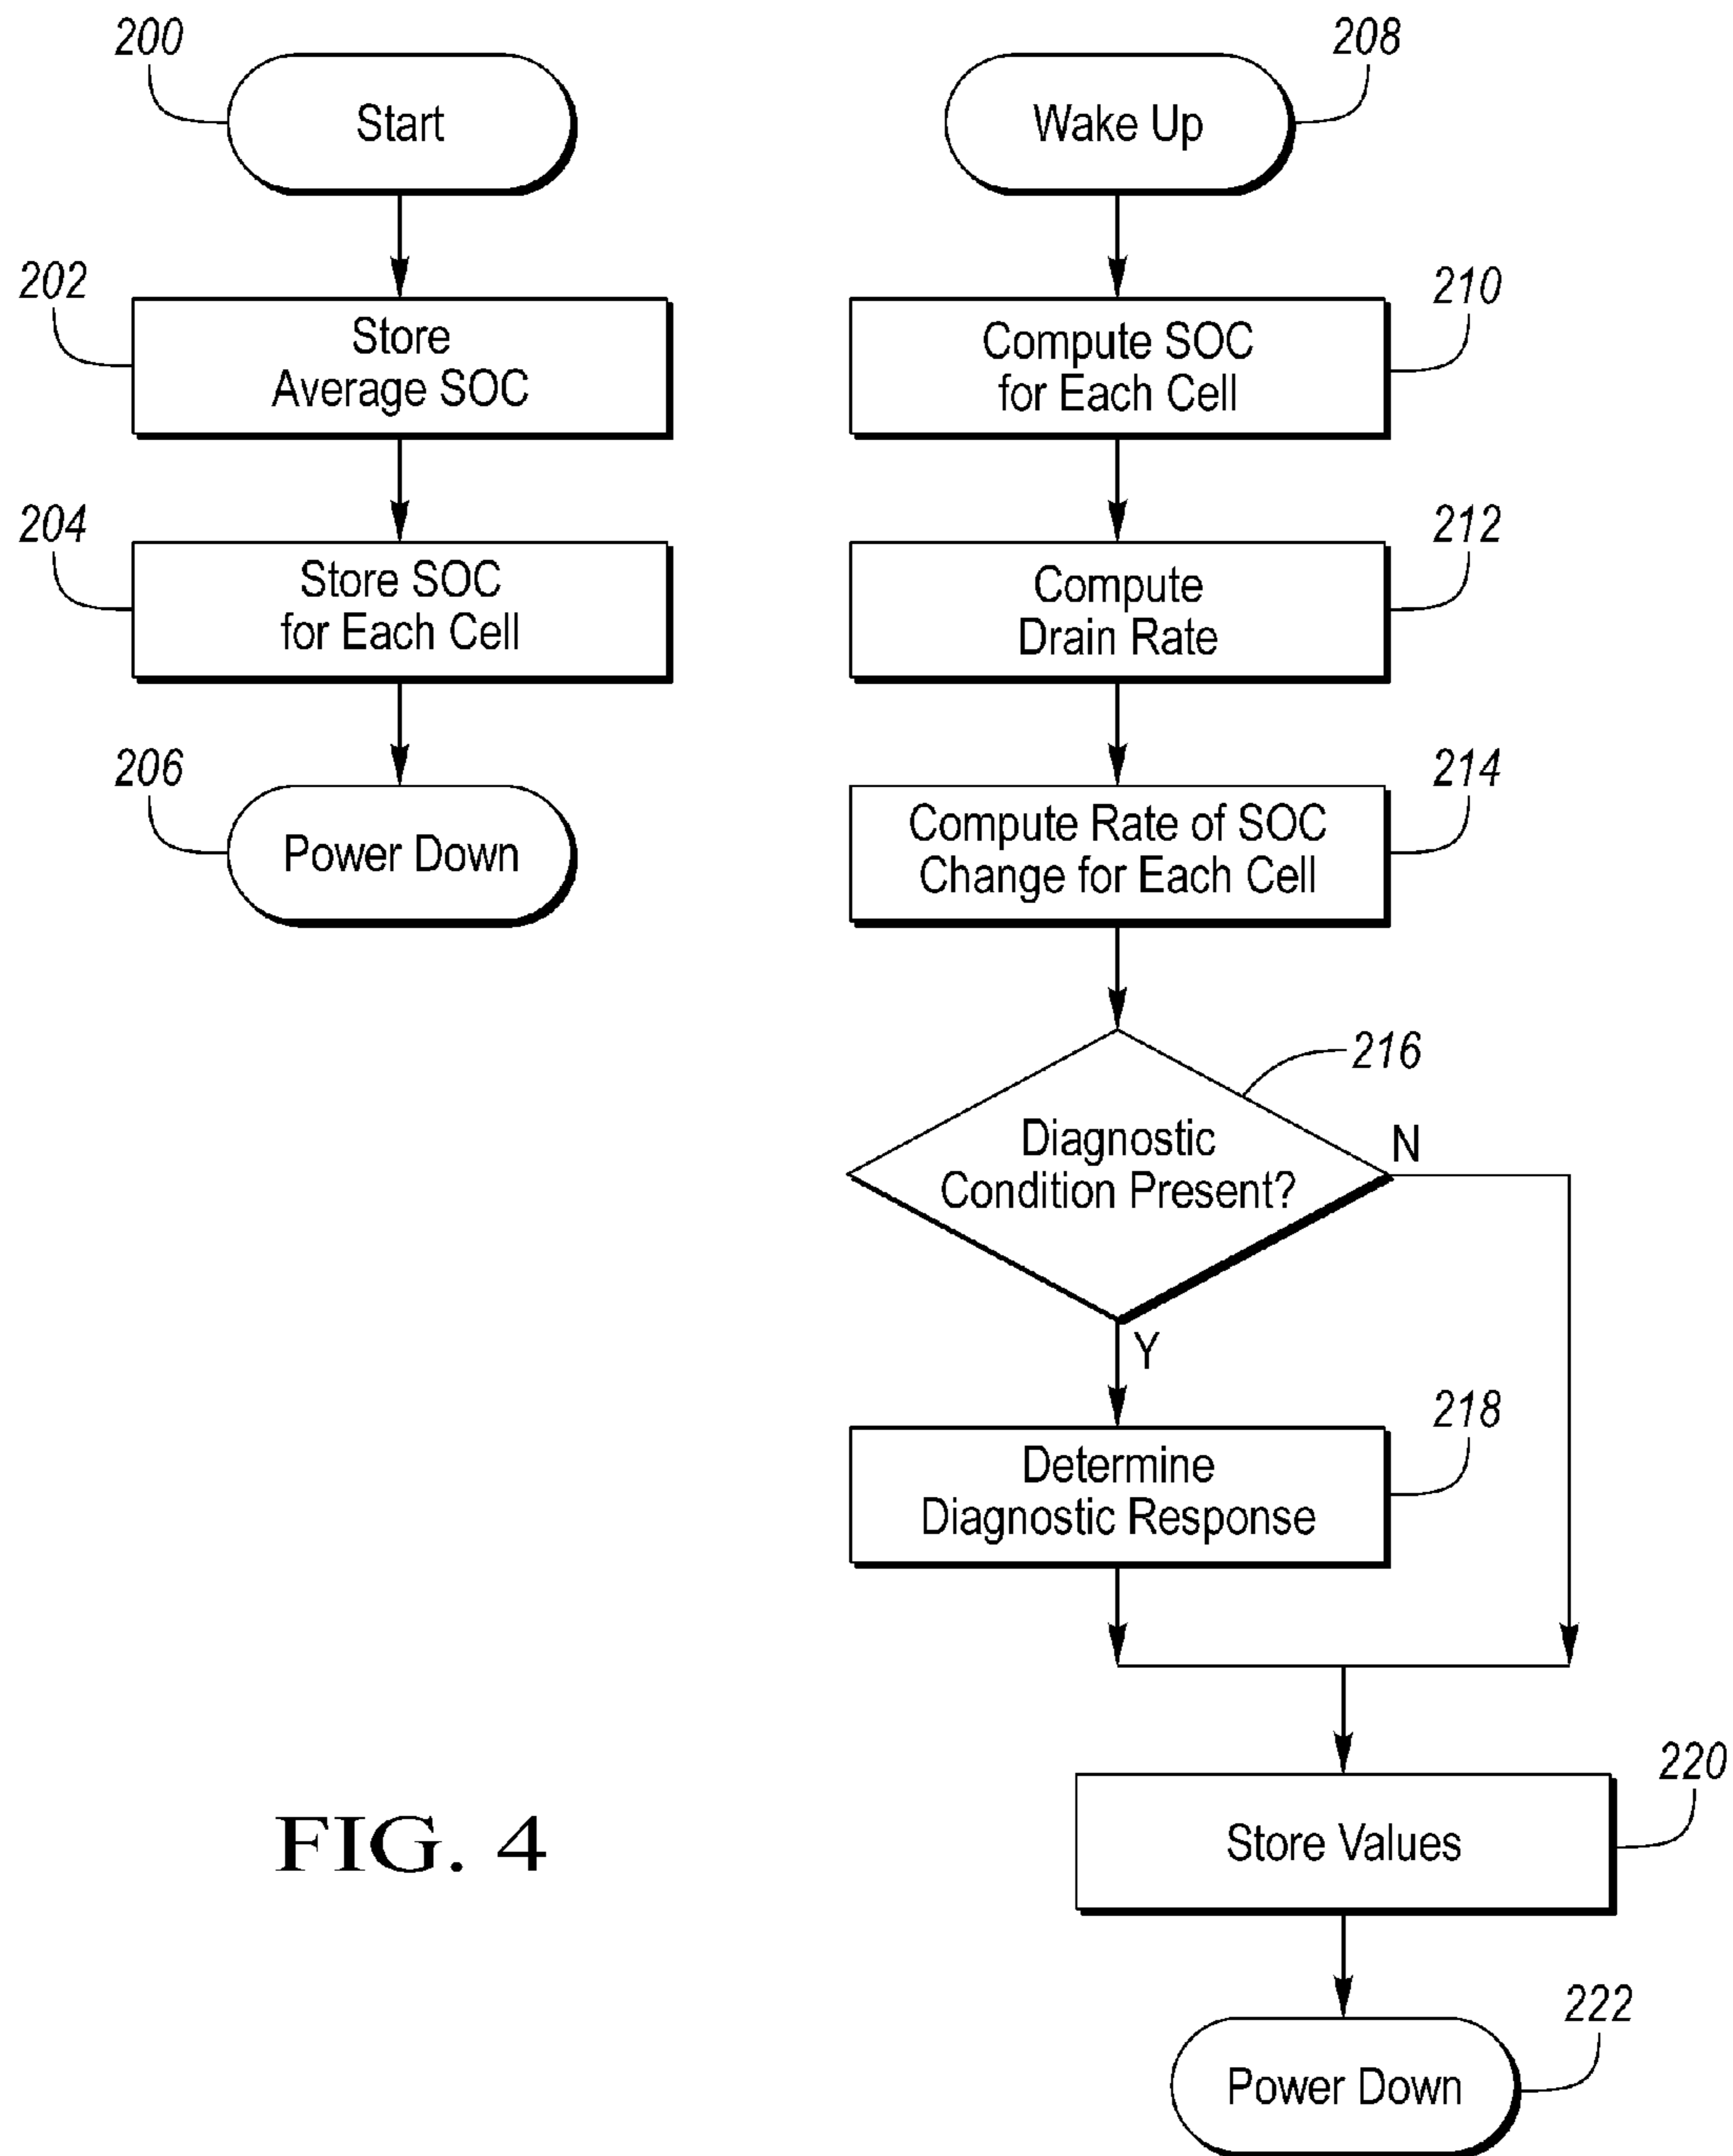 200
Start
202
Store
Average SOC
204
Store SOC
for Each Cell
206
Power Down
208
Wake Up
210
Compute SOC
for Each Cell
212
Compute
Drain Rate
214
Compute Rate of SOC
Change for Each Cell
216
Diagnostic
Condition Present?
N
Y
218
Determine
Diagnostic Response
220
Store Values
222
Power Down
FIG. 4